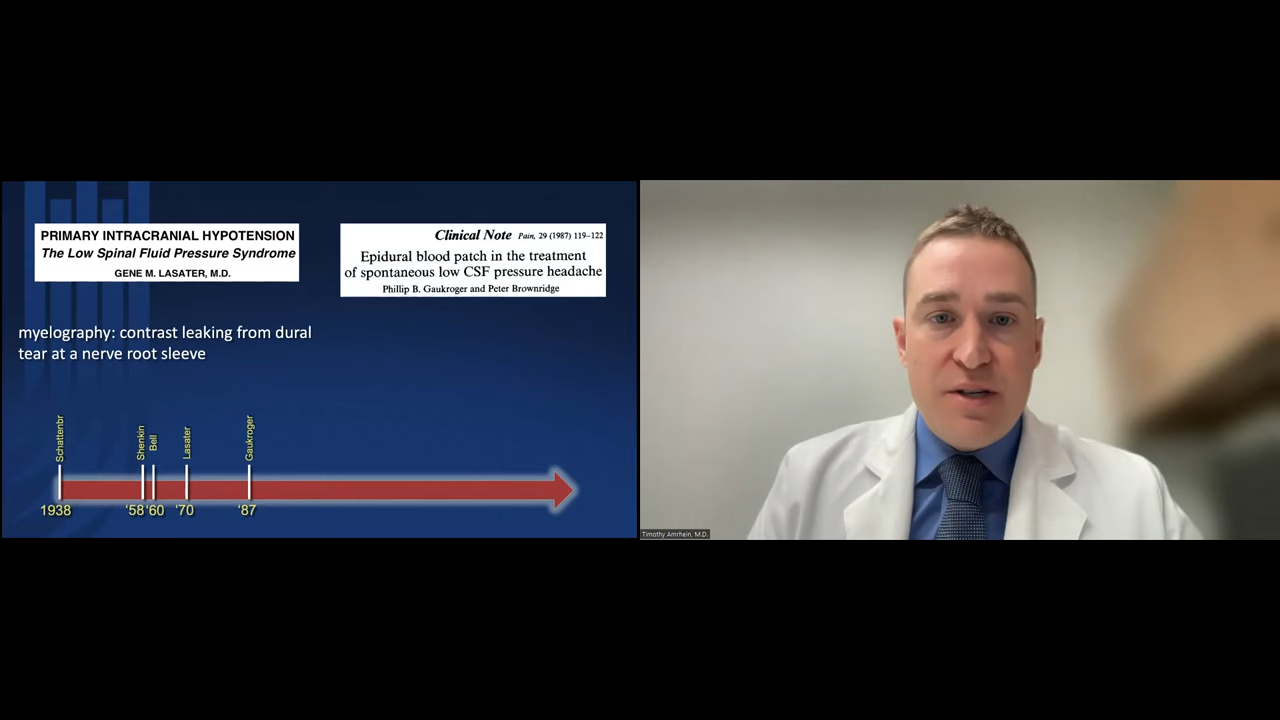 PRIMARY INTRACRANIAL HYPOTENSION
The Low Spinal Fluid Pressure Syndrome
GENE M. LASATER, M.D.
Clinical Note Pain, 29 (1987) 119–122
Epidural blood patch in the treatment
of spontaneous low CSF pressure headache
Phillip B. Gaukroger and Peter Brownridge
myelography: contrast leaking from dural
tear at a nerve root sleeve
Schattenbr
Shenkin
Bell
Lasater
Gaukroger
1938
'58
'60
'70
'87
Timothy Amrhein, M.D.